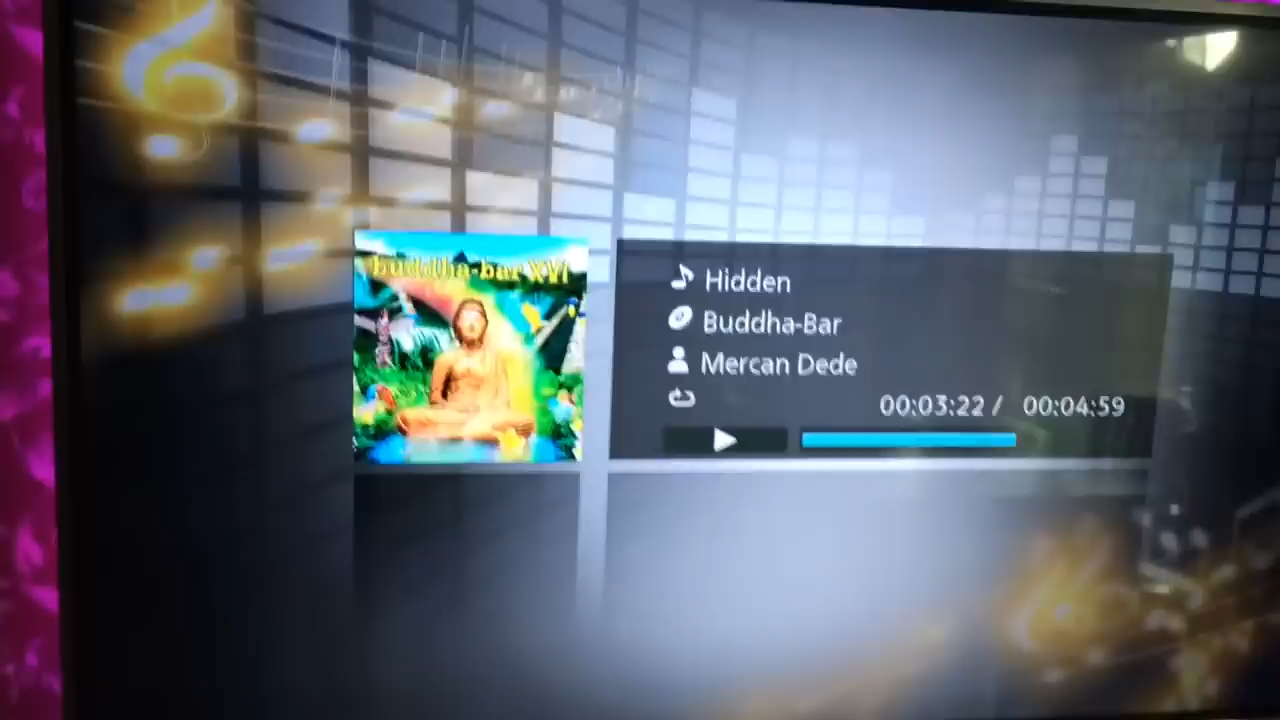 buddha-bar XVI
Hidden
Buddha-Bar
Mercan Dede
00:03:22 / 00:04:59